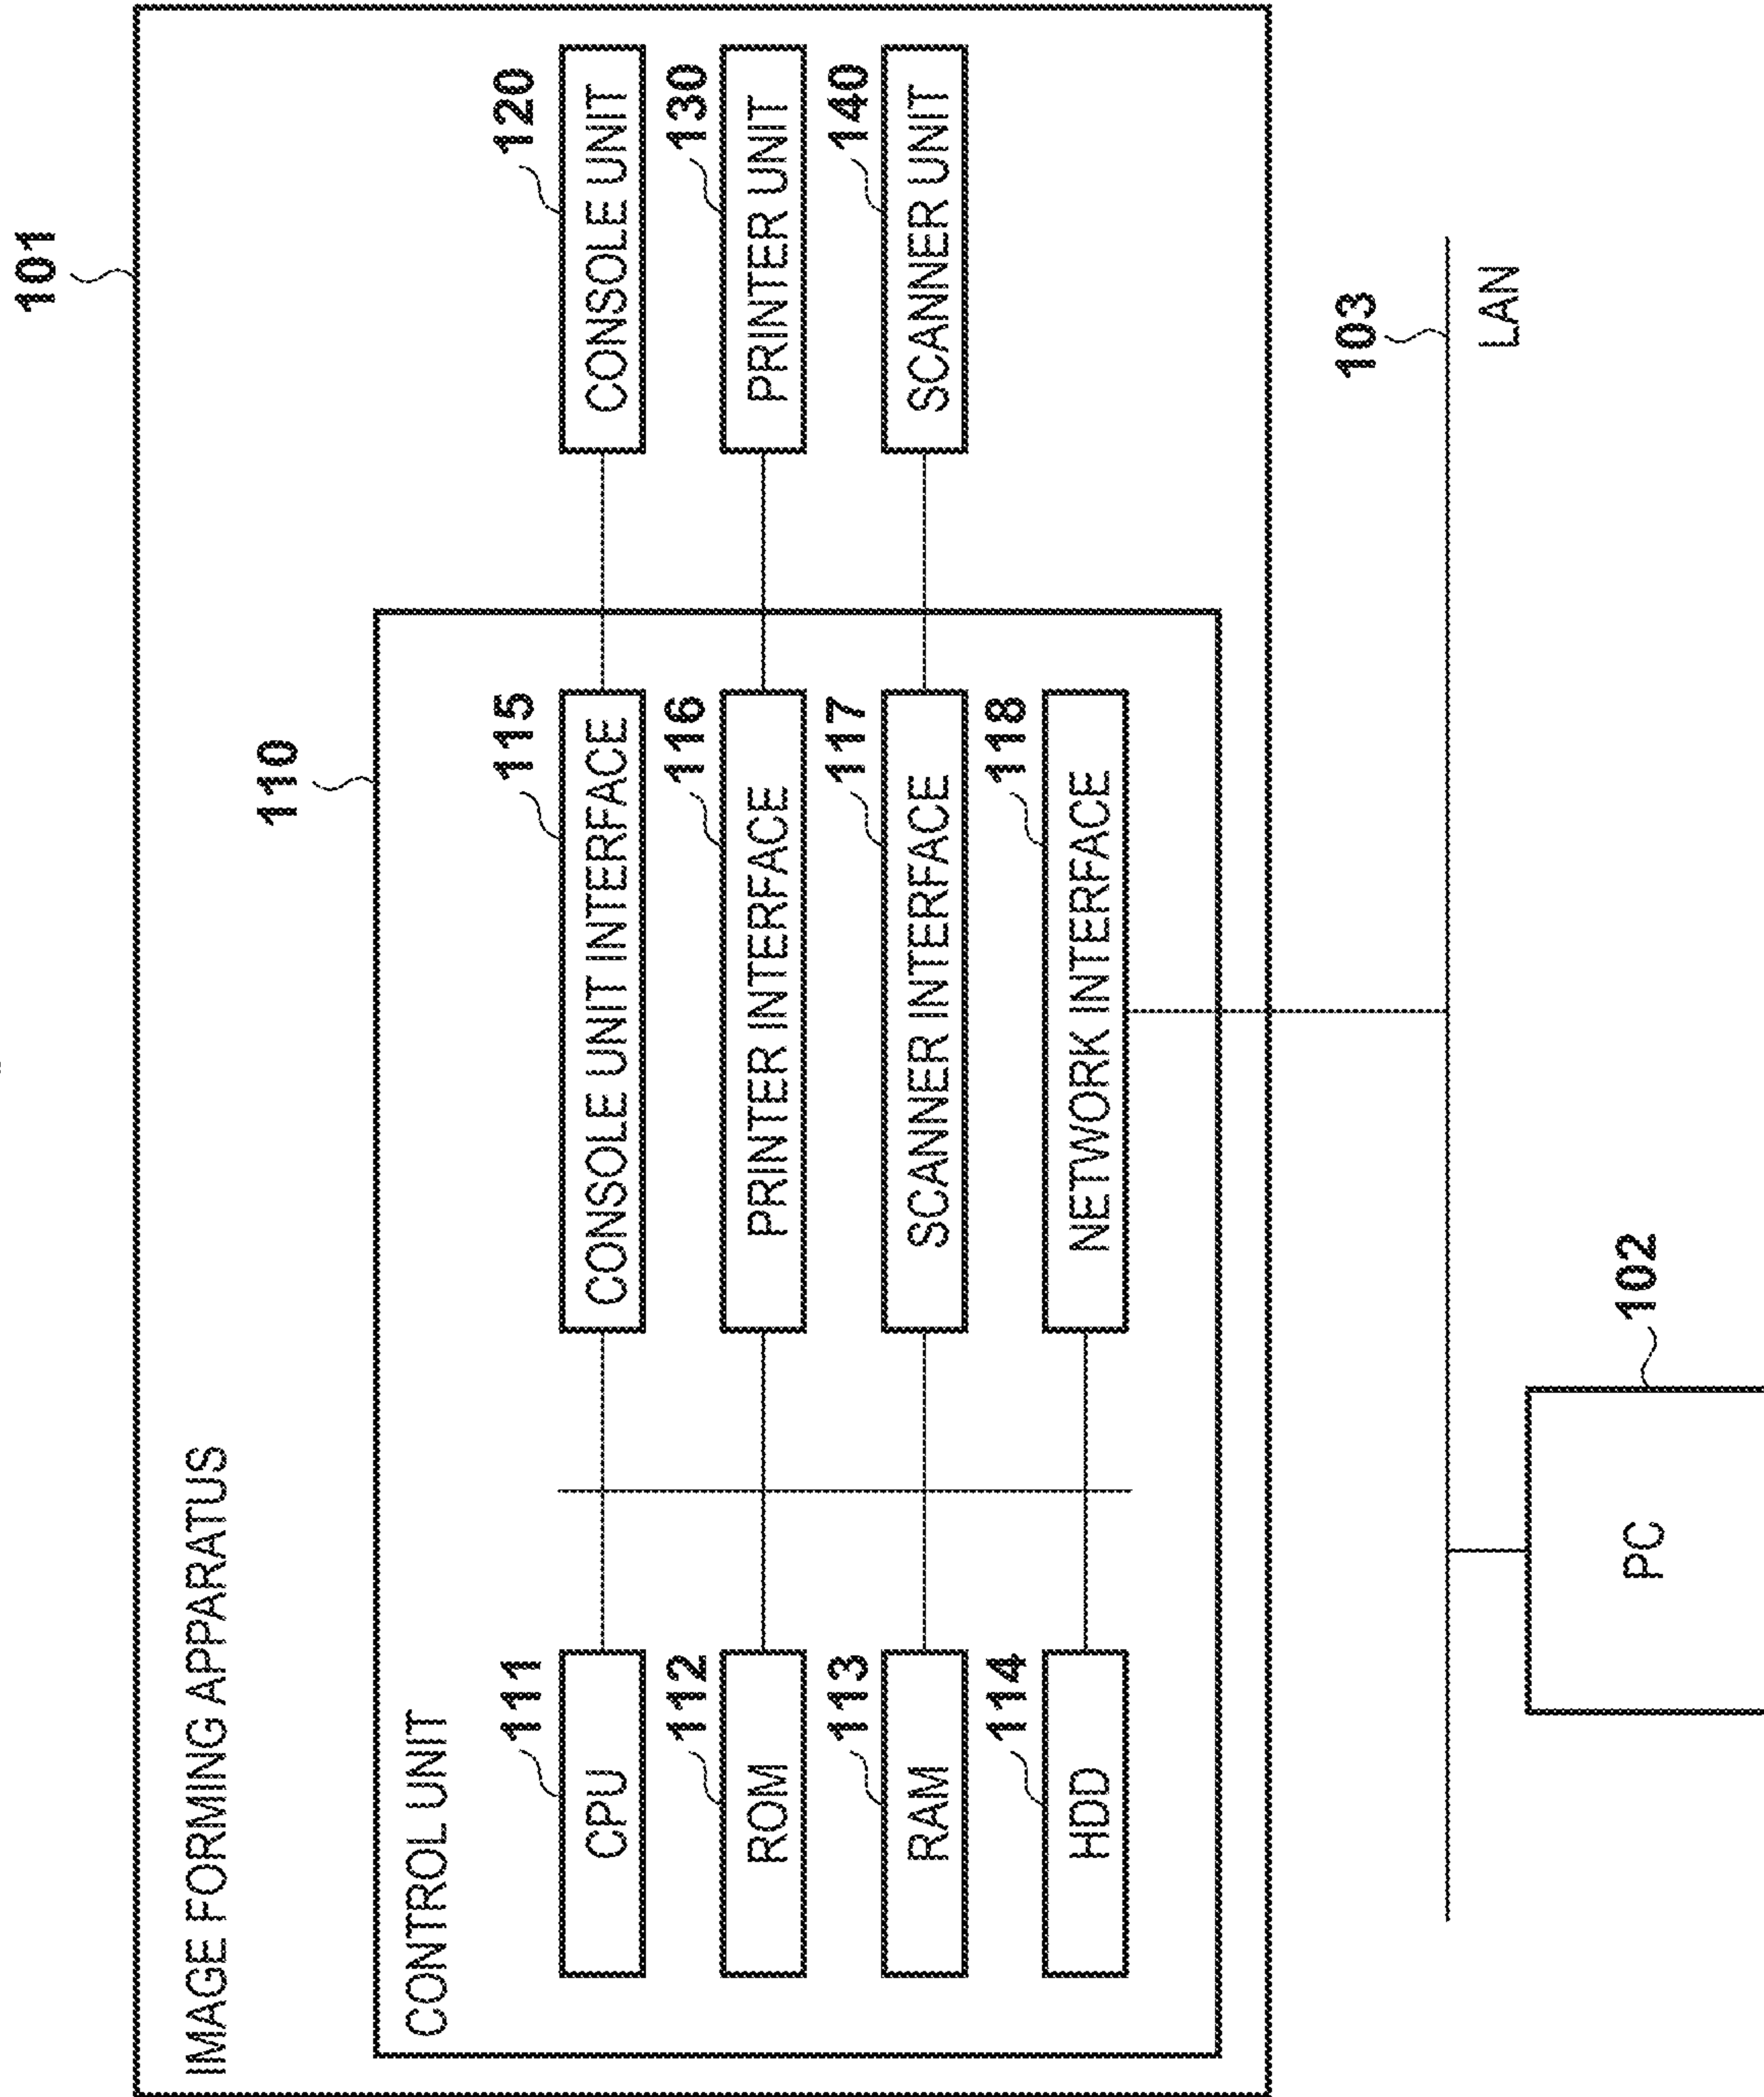 101
IMAGE FORMING APPARATUS
110
CONTROL UNIT
111
CPU
115
CONSOLE UNIT INTERFACE
120
CONSOLE UNIT
112
ROM
116
PRINTER INTERFACE
130
PRINTER UNIT
113
RAM
117
SCANNER INTERFACE
140
SCANNER UNIT
114
HDD
118
NETWORK INTERFACE
103
LAN
102
PC